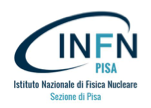 INFN
PISA
Istituto Nazionale di Fisica Nucleare
Sezione di Pisa